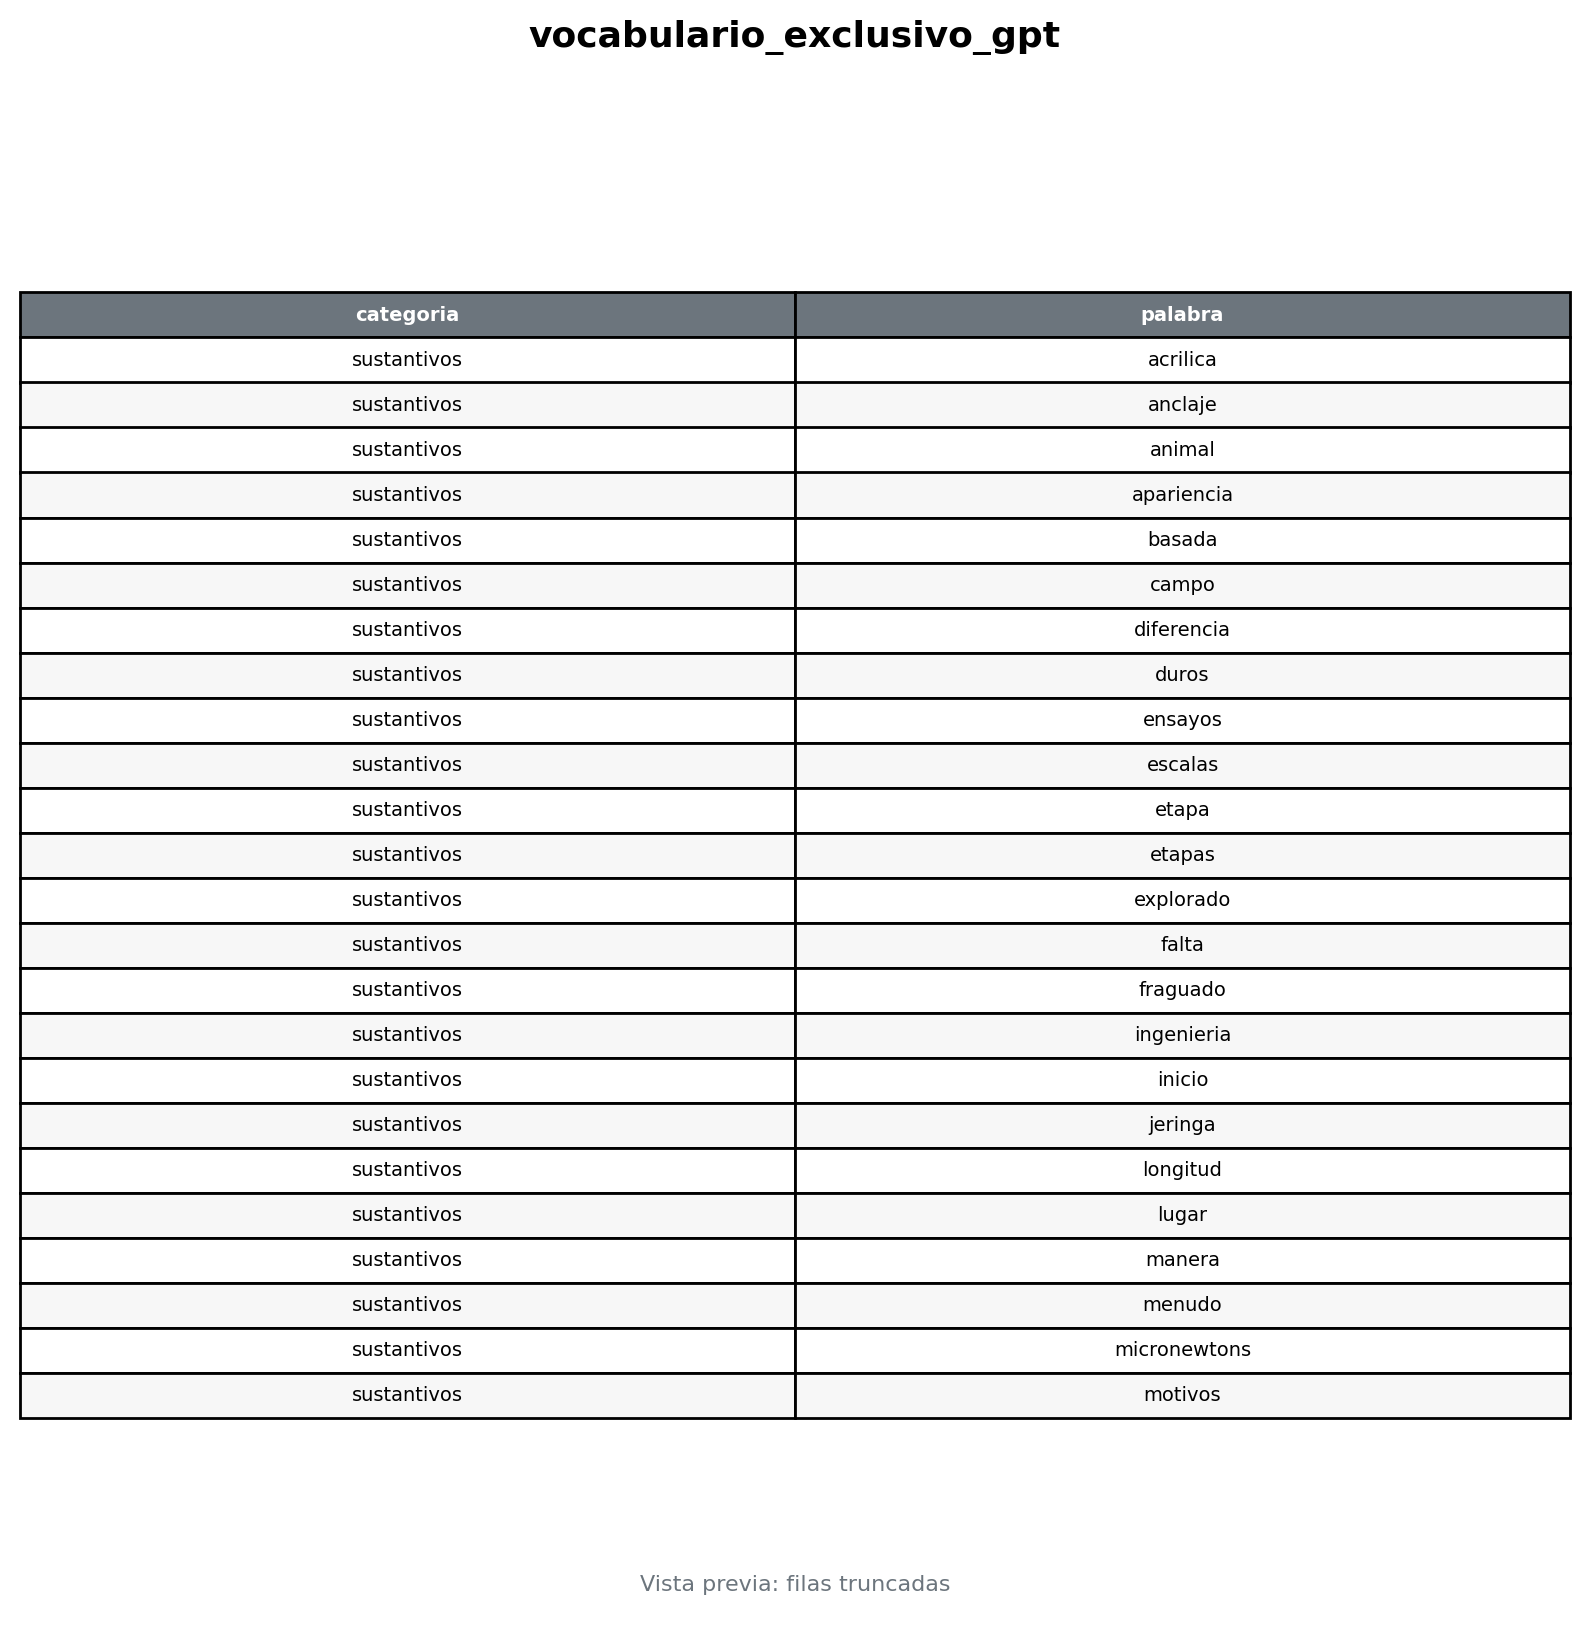 vocabulario_exclusivo_gpt
categoria palabra
sustantivos acrilica
sustantivos anclaje
sustantivos animal
sustantivos apariencia
sustantivos basada
sustantivos campo
sustantivos diferencia
sustantivos duros
sustantivos ensayos
sustantivos escalas
sustantivos etapa
sustantivos etapas
sustantivos explorado
sustantivos falta
sustantivos fraguado
sustantivos ingenieria
sustantivos inicio
sustantivos jeringa
sustantivos longitud
sustantivos lugar
sustantivos manera
sustantivos menudo
sustantivos micronewtons
sustantivos motivos
Vista previa: filas truncadas